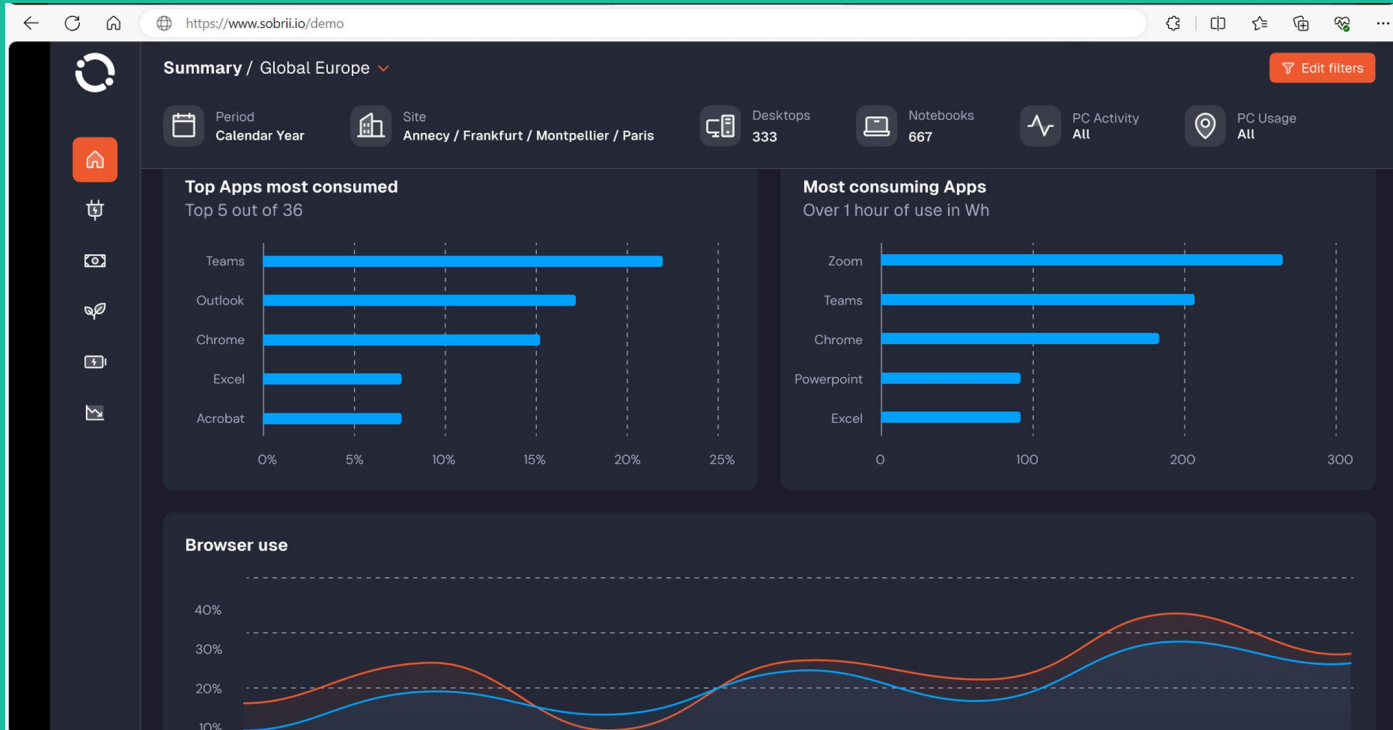 https://www.sobrii.io/demo
Summary / Global Europe
Edit filters
Period
Calendar Year
Site
Annecy / Frankfurt / Montpellier / Paris
Desktops
333
Notebooks
667
PC Activity
All
PC Usage
All
Top Apps most consumed
Top 5 out of 36
Teams
Outlook
Chrome
Excel
Acrobat
0% 5% 10% 15% 20% 25%
Most consuming Apps
Over 1 hour of use in Wh
Zoom
Teams
Chrome
Powerpoint
Excel
0 100 200 300
Browser use
40%
30%
20%
10%